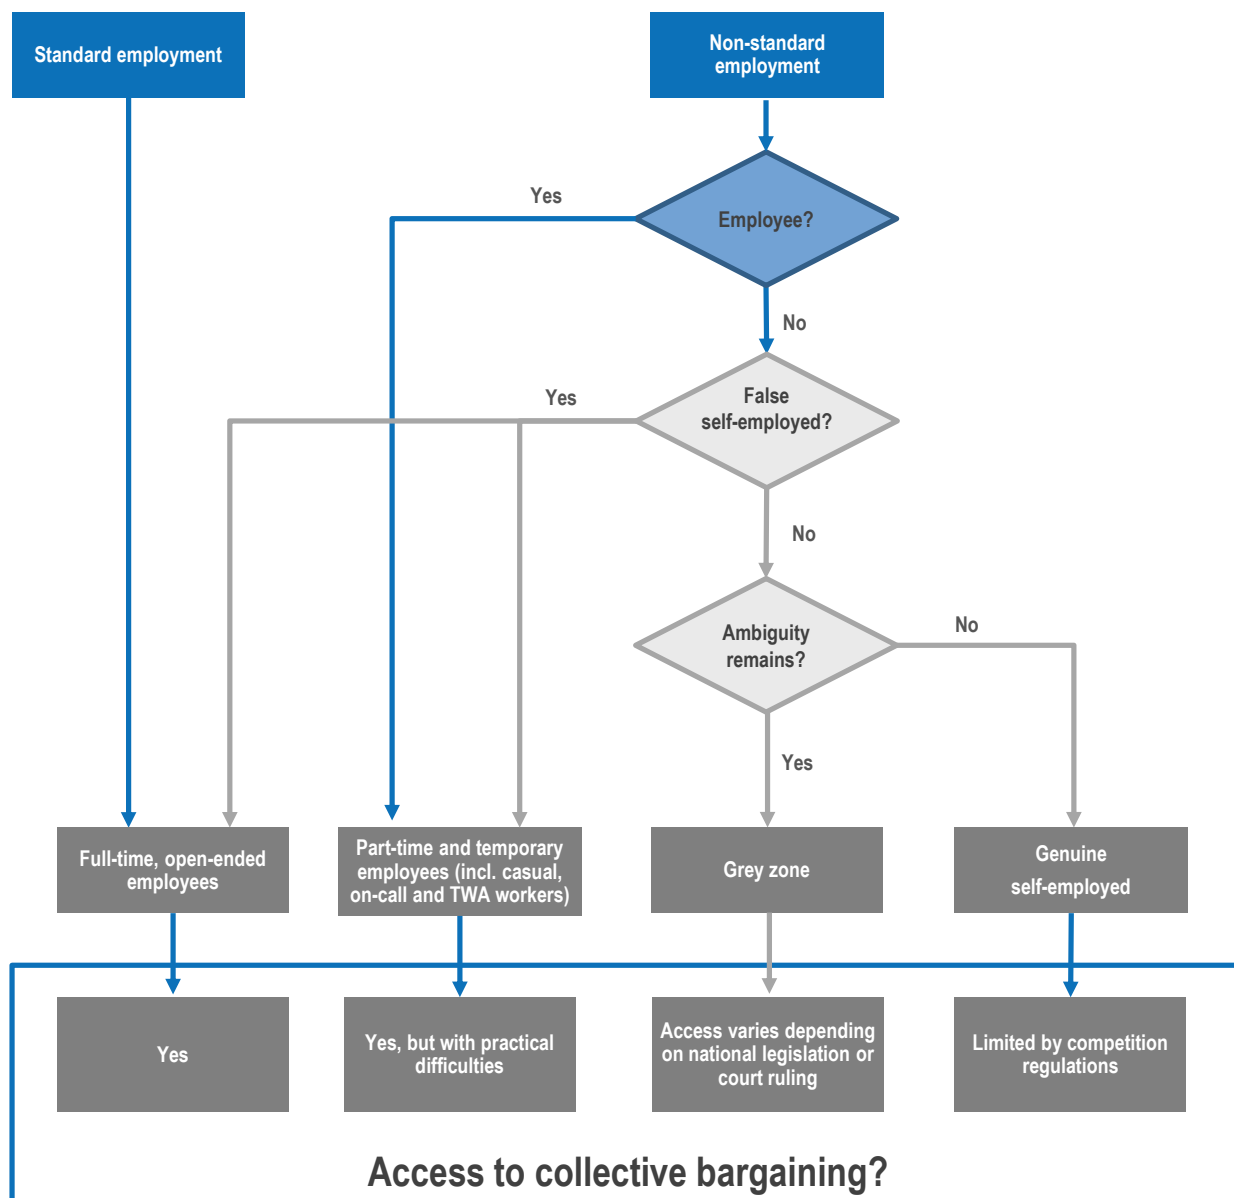 Standard employment
Non-standard
employment
Yes
Employee?
No
Yes
False
self-employed?
No
Ambiguity
remains?
No
Yes
Full-time, open-ended
employees
Part-time and temporary
employees (incl. casual,
on-call and TWA workers)
Grey zone
Genuine
self-employed
Yes
Yes, but with practical
difficulties
Access varies depending
on national legislation or
court ruling
Limited by competition
regulations
Access to collective bargaining?